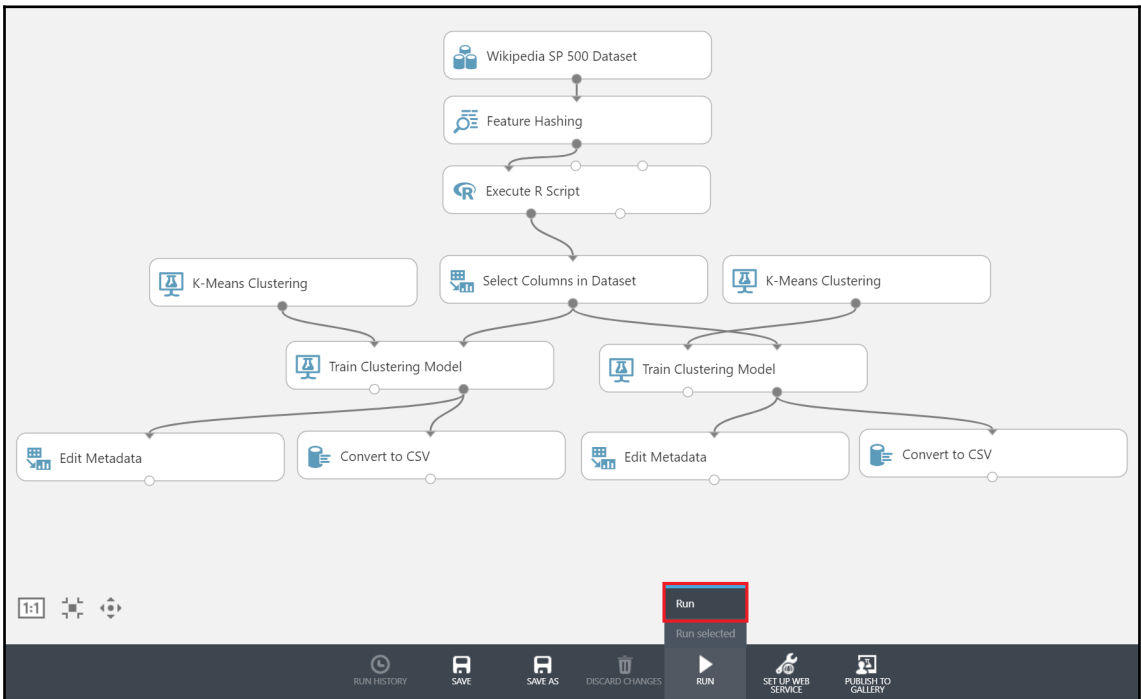 Wikipedia SP 500 Dataset
Feature Hashing
R Execute R Script
K-Means Clustering
Select Columns in Dataset
K-Means Clustering
Train Clustering Model
Train Clustering Model
Edit Metadata
Convert to CSV
Edit Metadata
Convert to CSV
1:1
Run
Run selected
RUN HISTORY
SAVE
SAVE AS
DISCARD CHANGES
RUN
SET UP WEB
SERVICE
PUBLISH TO
GALLERY